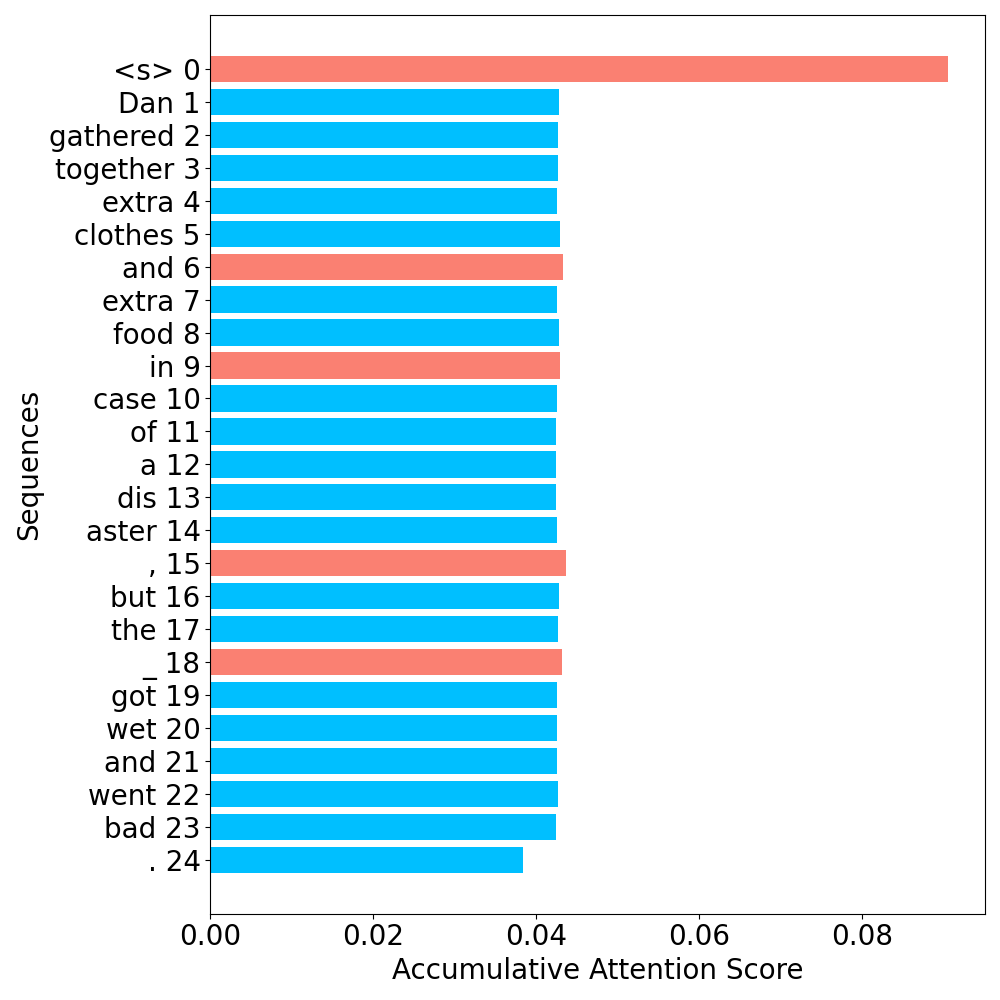 <s> 0
Dan 1
gathered 2
together 3
extra 4
clothes 5
and 6
extra 7
food 8
in 9
case 10
of 11
a 12
dis 13
aster 14
, 15
but 16
the 17
_ 18
got 19
wet 20
and 21
went 22
bad 23
. 24
Sequences
0.00 0.02 0.04 0.06 0.08
Accumulative Attention Score